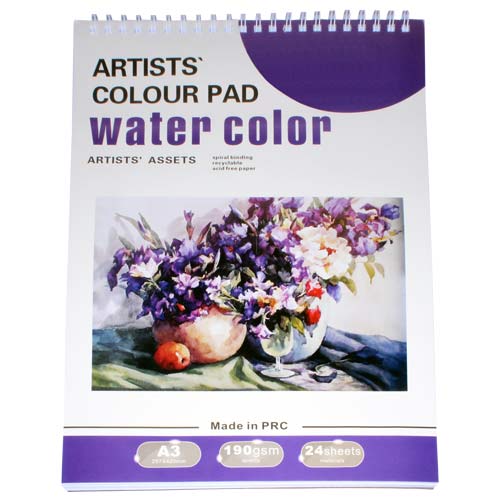 ARTISTS`
COLOUR PAD
water color
ARTISTS' ASSETS
spiral binding
recyclable
acid free paper
Made in PRC
A3
190gsm
24sheets